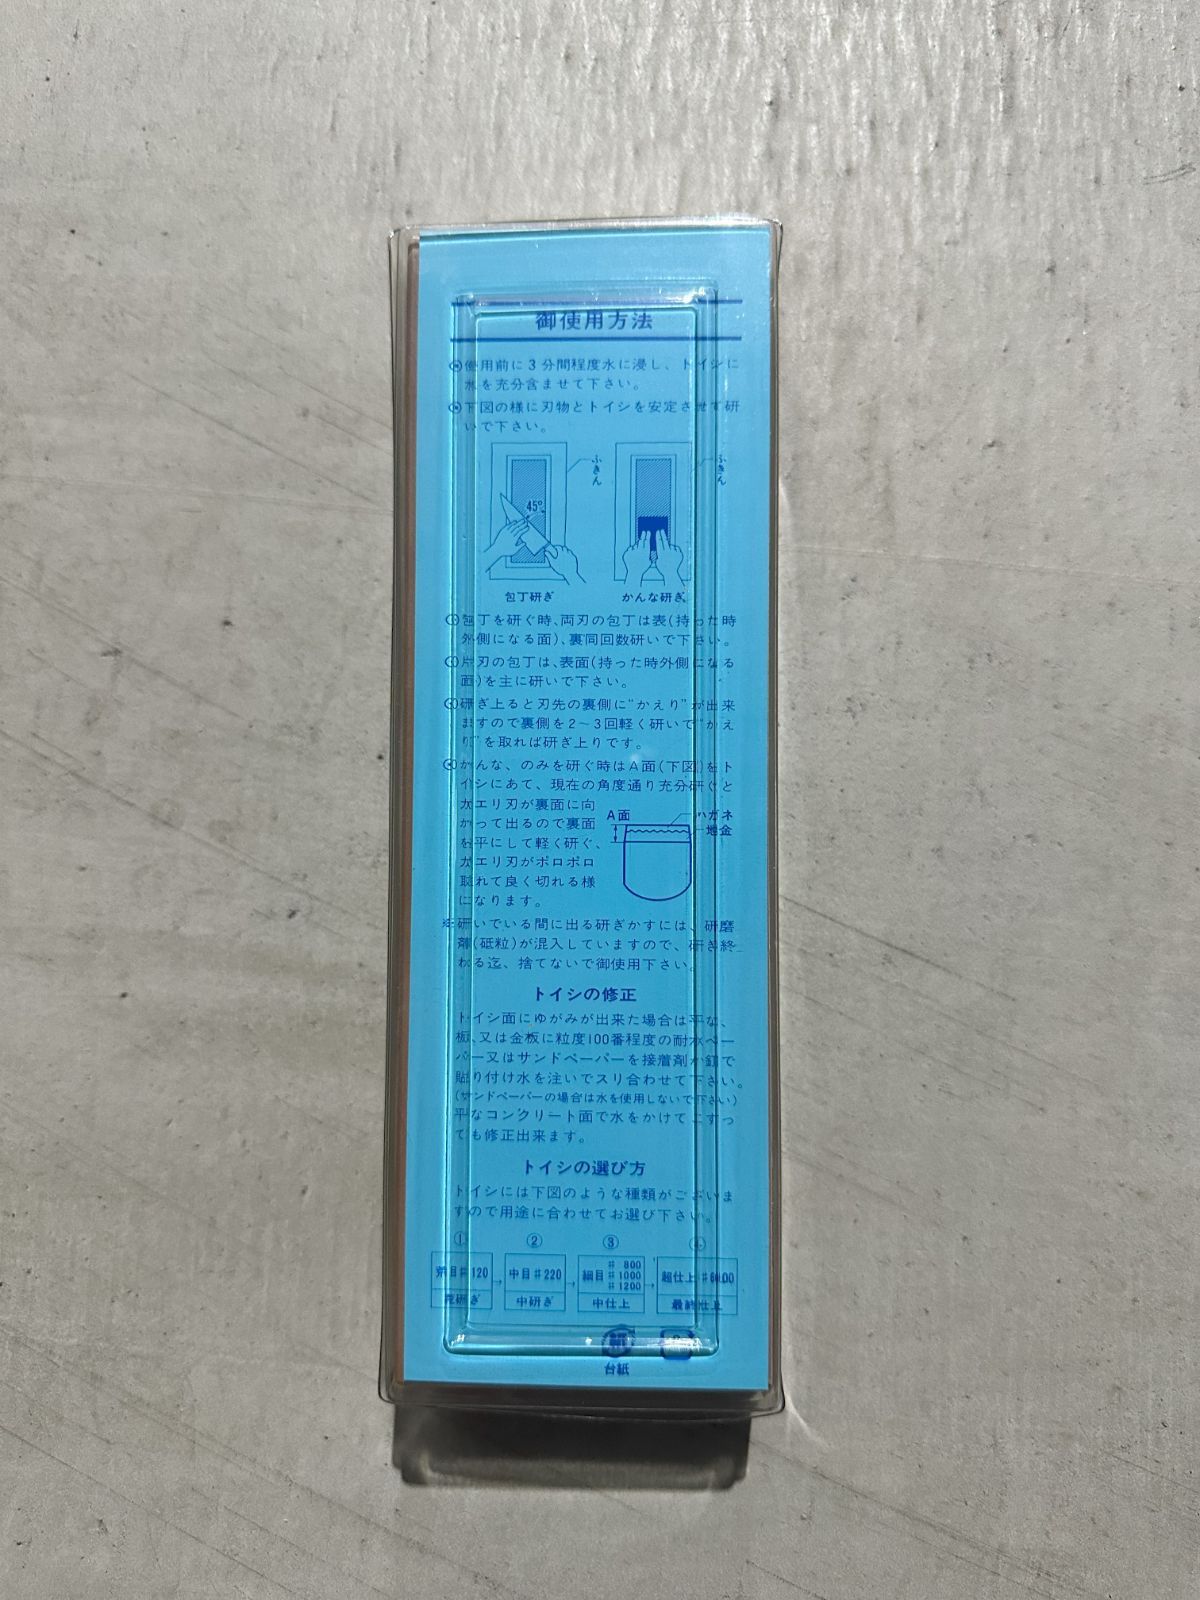 御使用方法
使用前に3分間程度水に浸し、トイシに
水を充分含ませて下さい。
下図の様に刃物とトイシを安定させて研
いで下さい。
ふきん
ふきん
45°
包丁研ぎ
かんな研ぎ
包丁を研ぐ時、両刃の包丁は表(持った時
外側になる面)、裏同回数研いで下さい。
片刃の包丁は、表面(持った時外側になる
面)を主に研いで下さい。
研ぎ上ると刃先の裏側に“かえり”が出来
ますので裏側を2～3回軽く研いで“かえ
り”を取れば研ぎ上りです。
かんな、のみを研ぐ時はA面(下図)をト
イシにあて、現在の角度通り充分研ぐと
カエリ刃が裏面に向
かって出るので裏面
を平にして軽く研ぐ、
カエリ刃がポロポロ
取れて良く切れる様
になります。
A面
ハガネ
地金
※研いでいる間に出る研ぎかすには、研磨
剤(砥粒)が混入していますので、研ぎ終
わる迄、捨てないで御使用下さい。
トイシの修正
トイシ面にゆがみが出来た場合は平な、
板、又は金板に粒度100番程度の耐水ペー
パー又はサンドペーパーを接着剤か釘で
貼り付け水を注いでスリ合わせて下さい。
(サンドペーパーの場合は水を使用しないで下さい)
平なコンクリート面で水をかけてこすっ
ても修正出来ます。
トイシの選び方
トイシには下図のような種類がございま
すので用途に合わせてお選び下さい。
① ② ③ ④
荒目#120 中目#220 細目 #800 #1000 #1200 超仕上 #6000
荒研ぎ 中研ぎ 中仕上 最終仕上
紙
台紙